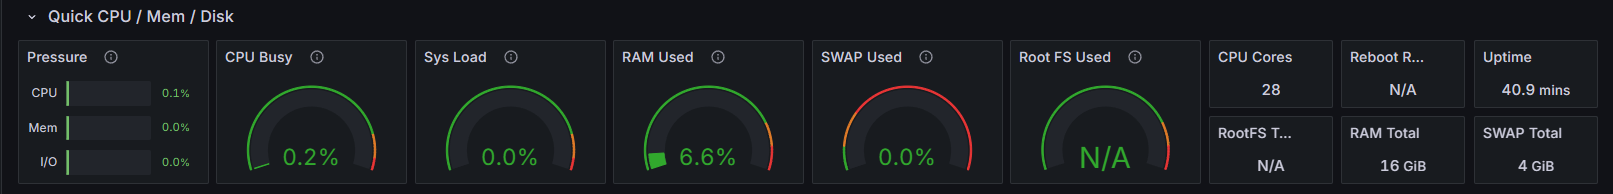 Quick CPU / Mem / Disk
Pressure
CPU 0.1%
Mem 0.0%
I/O 0.0%
CPU Busy
0.2%
Sys Load
0.0%
RAM Used
6.6%
SWAP Used
0.0%
Root FS Used
N/A
CPU Cores
28
Reboot R...
N/A
Uptime
40.9 mins
RootFS T...
N/A
RAM Total
16 GiB
SWAP Total
4 GiB